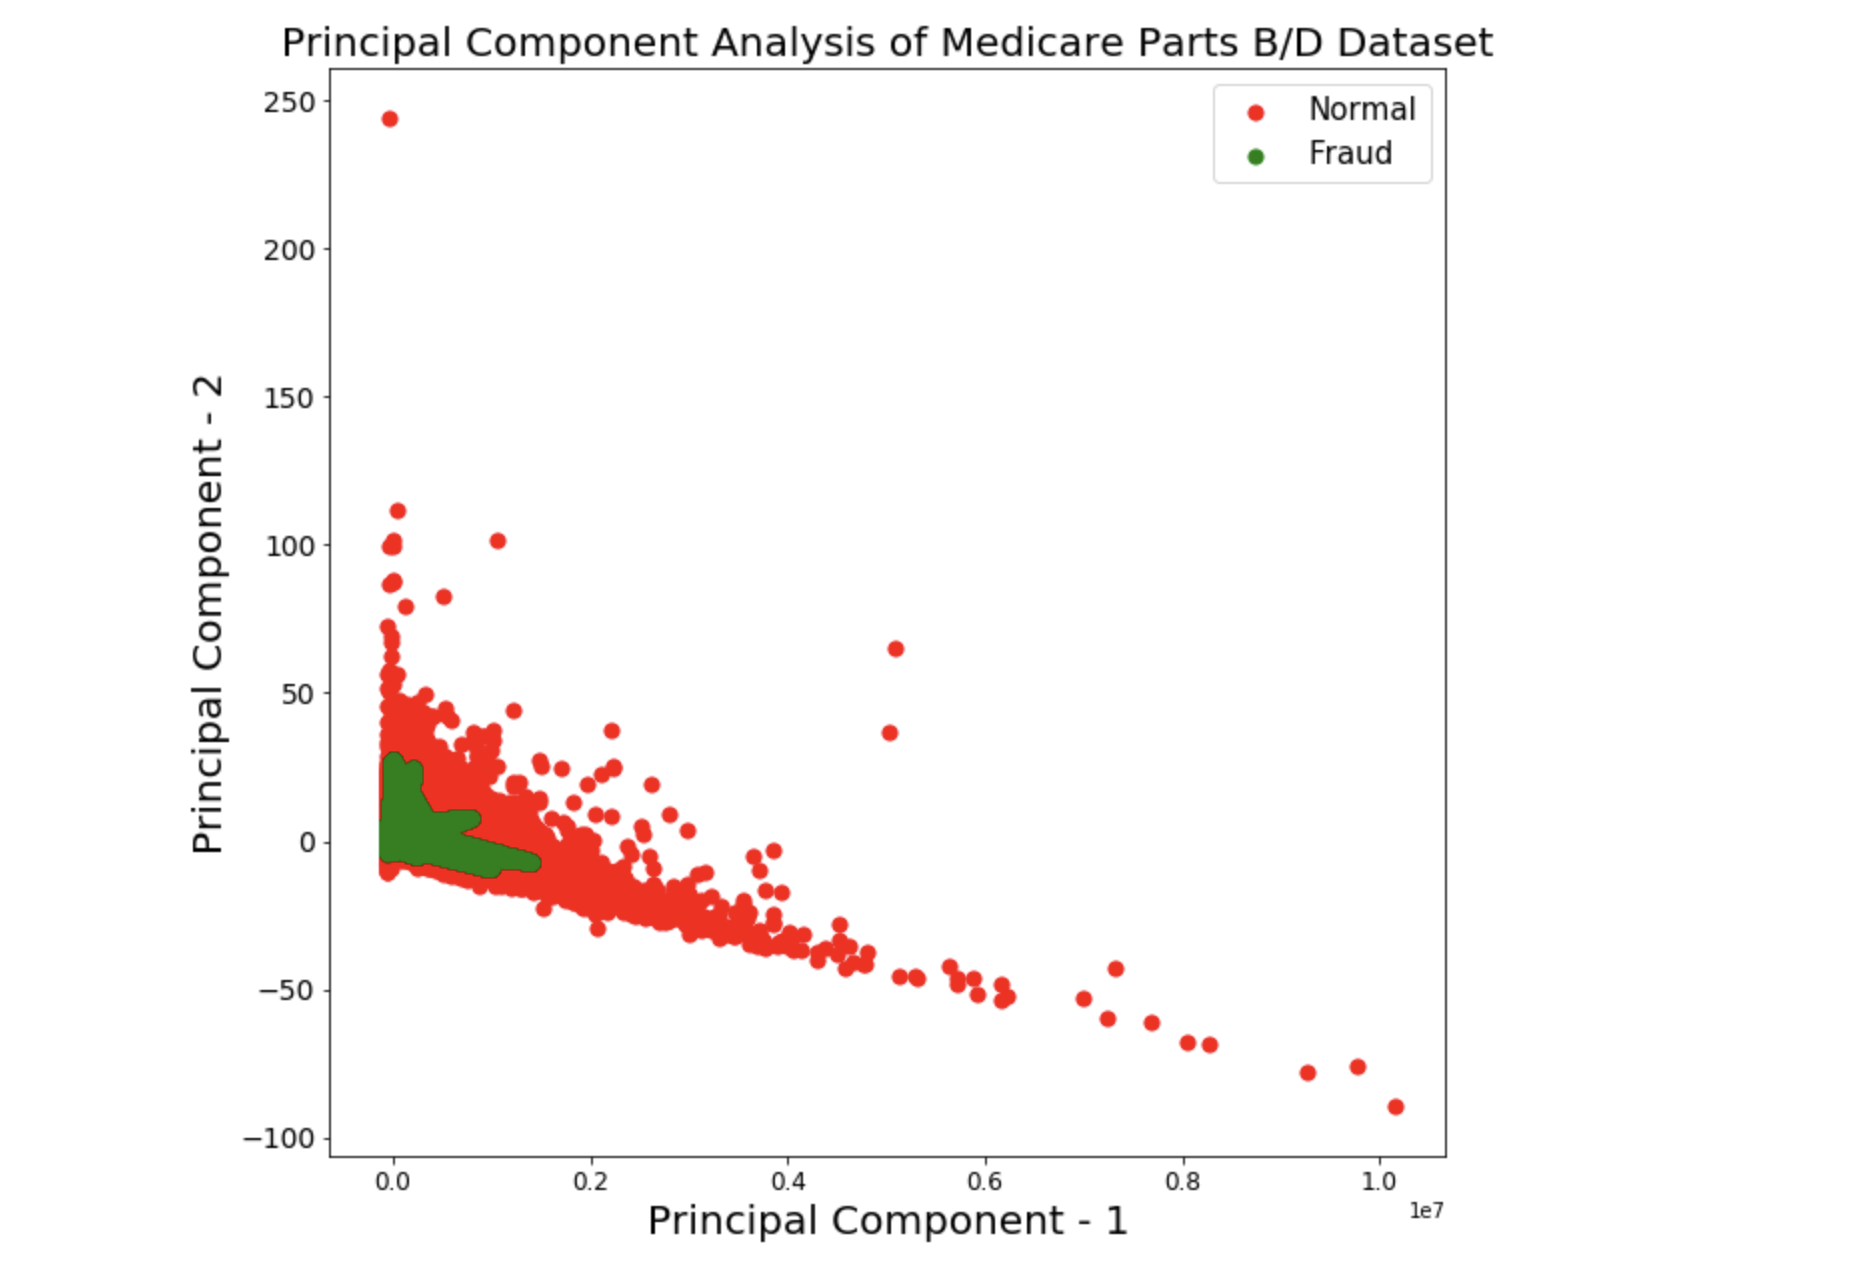 Principal Component Analysis of Medicare Parts B/D Dataset
Normal
Fraud
250
200
150
100
50
0
−50
−100
Principal Component - 2
0.0 0.2 0.4 0.6 0.8 1.0
1e7
Principal Component - 1